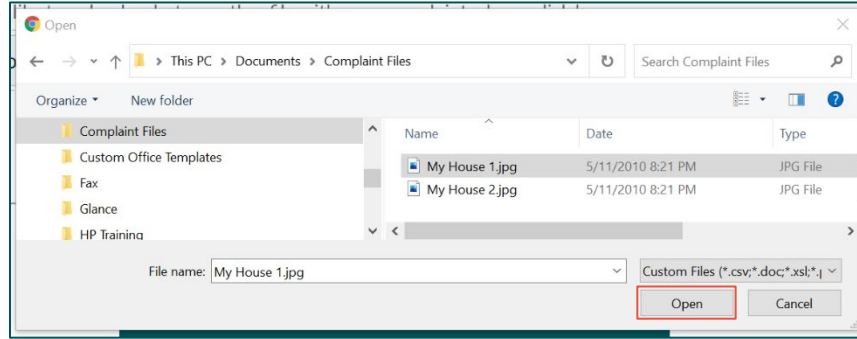 Open
This PC > Documents > Complaint Files
Search Complaint Files
Organize
New folder
Complaint Files
Custom Office Templates
Fax
Glance
HP Training
Name
Date
Type
My House 1.jpg
5/11/2010 8:21 PM
JPG File
My House 2.jpg
5/11/2010 8:21 PM
JPG File
File name:
My House 1.jpg
Custom Files (*.csv;*.doc;*.xsl;*.p
Open
Cancel